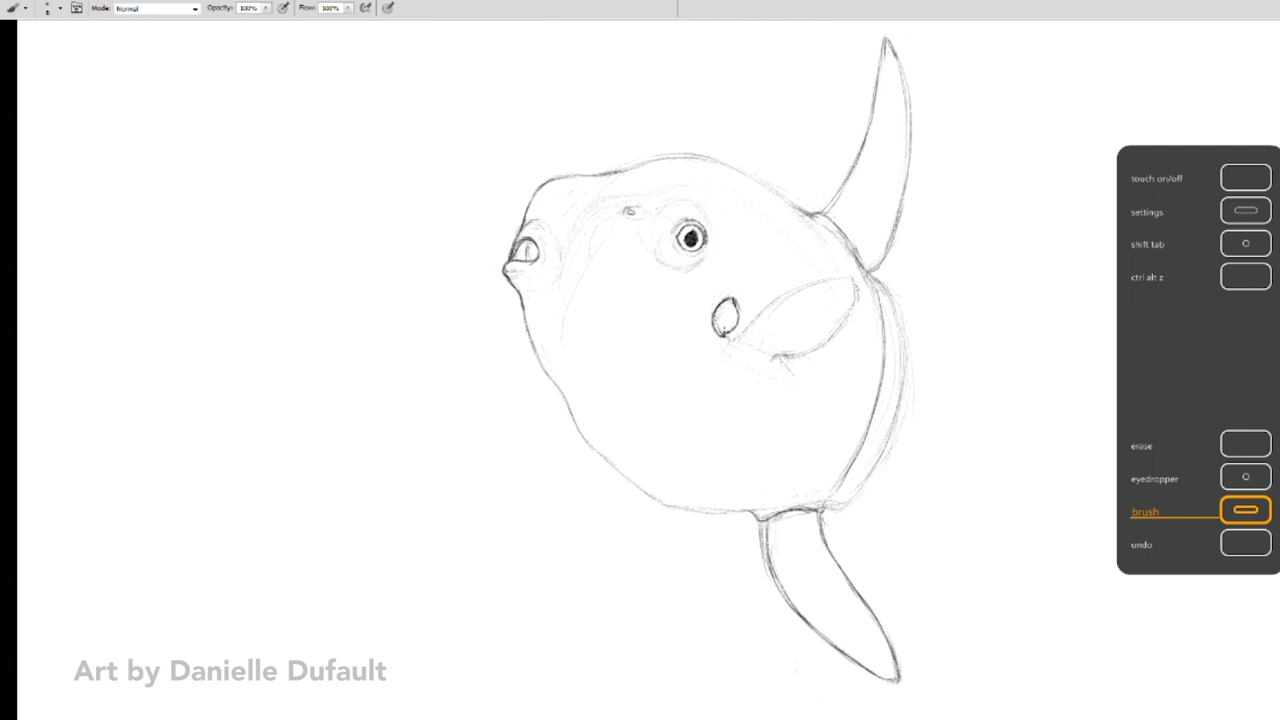 Mode: Normal Opacity: 100% Flow: 100%
touch on/off
settings
shift tab
ctrl alt z
erase
eyedropper
brush
undo
Art by Danielle Dufault